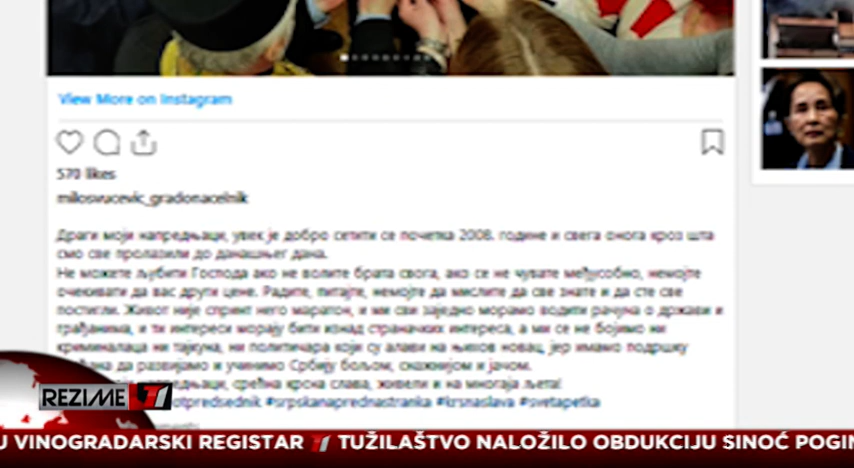 View More on Instagram
570 likes
milosvucevic_gradonacelnik
Драги моји напредњаци, увек је добро сетити се почетка 2008. године и свега онога кроз шта
смо све пролазили до данашњег дана.
Не можете љубити Господа ако не волите брата свога, ако се не чувате међусобно, немојте
очекивати да вас други цене. Радите, питајте, немојте да мислите да све знате и да сте све
постигли. Живот није спринт него маратон, и ми сви заједно морамо водити рачуна о држави и
грађанима, и ти интереси морају бити изнад страначких интереса, а ми се не бојимо ни
криминалаца ни тајкуна, ни политичара који су алави на њихов новац, јер имамо подршку
да развијамо и учинимо Србију бољом, снажнијом и јачом.
срећна крсна слава, живели и на многаја љета!
#srpskanaprednastranka #krsnaslava #svetapetka
REZIME T1
U VINOGRADARSKI REGISTAR T1 TUŽILAŠTVO NALOŽILO OBDUKCIJU SINOĆ POGIN